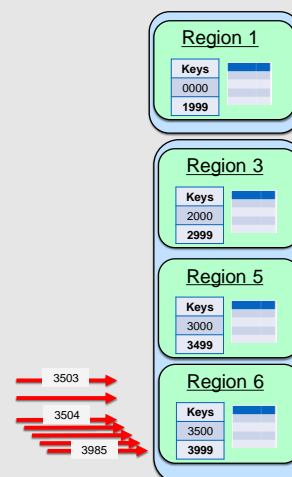 Region 1
Keys
0000
1999
Region 3
Keys
2000
2999
Region 5
Keys
3000
3499
Region 6
Keys
3500
3999
3503
3504
3985